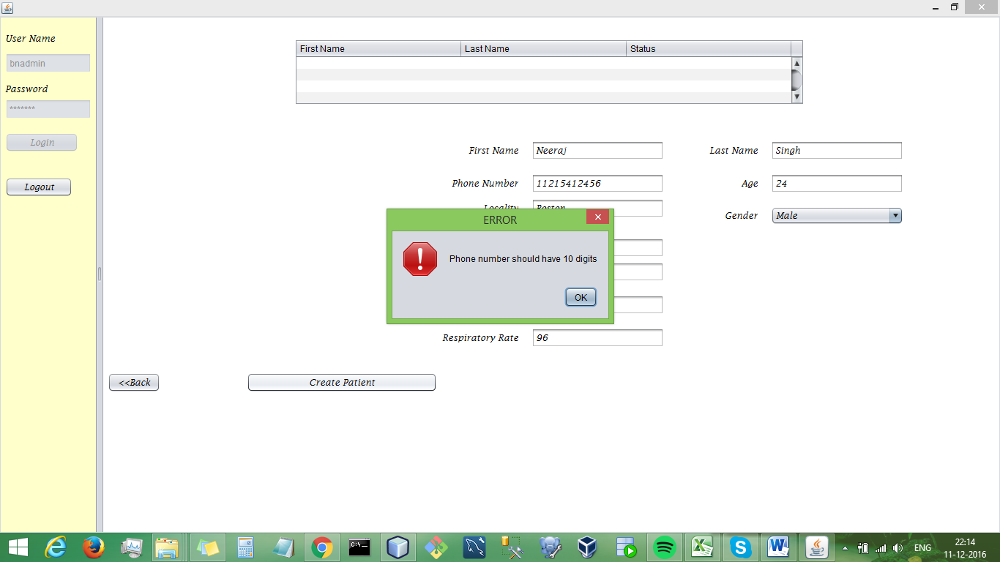 User Name
bnadmin
Password
*******
Login
Logout
First Name Last Name Status
First Name Neeraj Last Name Singh
Phone Number 11215412456 Age 24
Locality Boston
Gender Male
ERROR
Phone number should have 10 digits
OK
Respiratory Rate 96
<<Back Create Patient
C:\_
ENG
22:14
11-12-2016